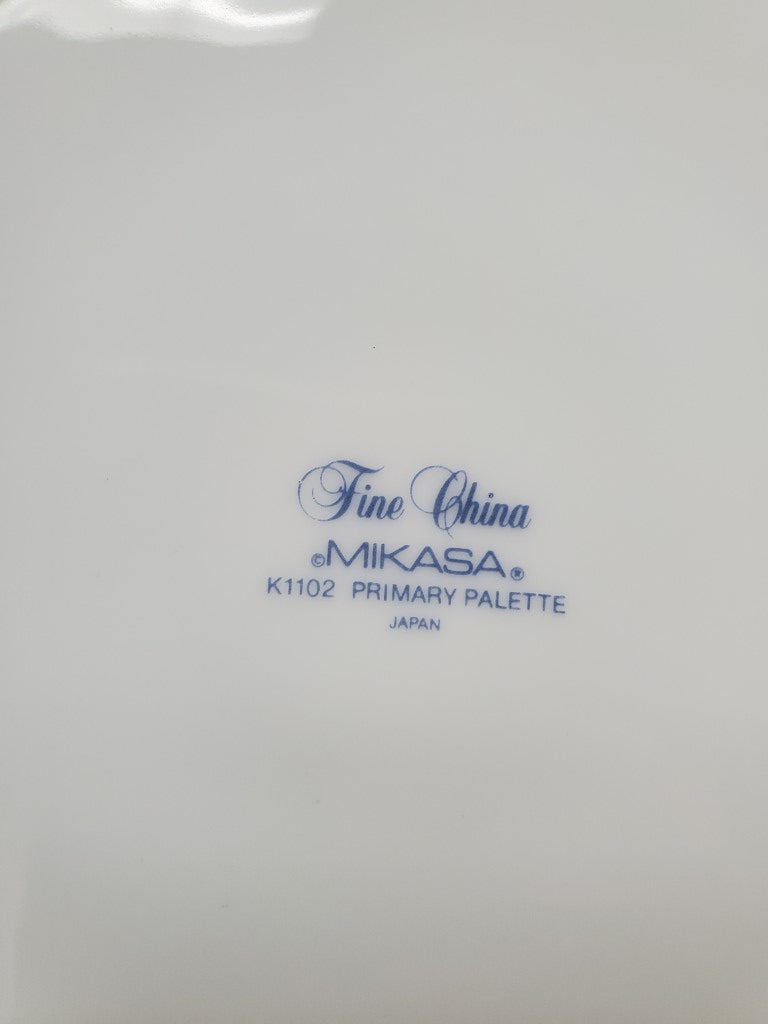 Fine China
©MIKASA®
K1102 PRIMARY PALETTE
JAPAN